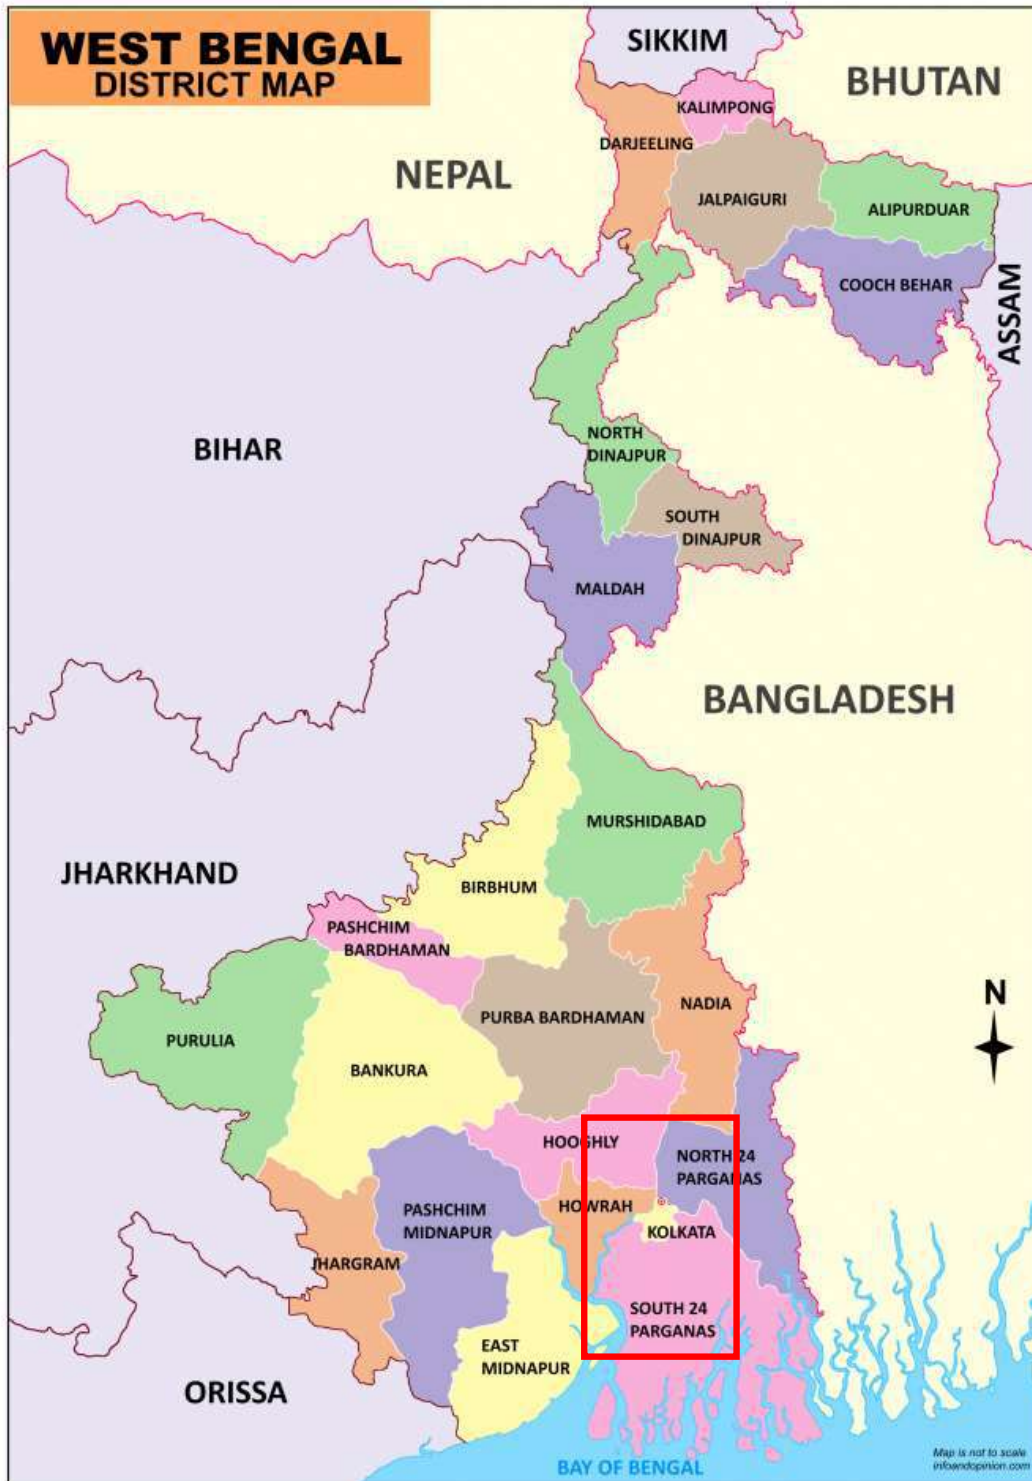 WEST BENGAL
DISTRICT MAP
SIKKIM
BHUTAN
KALIMPONG
DARJEELING
NEPAL
JALPAIGURI
ALIPURDUAR
COOCH BEHAR
ASSAM
BIHAR
NORTH
DINAJPUR
SOUTH
DINAJPUR
MALDAH
BANGLADESH
MURSHIDABAD
JHARKHAND
BIRBHUM
PASHCHIM
BARDHAMAN
N
NADIA
PURBA BARDHAMAN
PURULIA
BANKURA
HOOGHLY
NORTH 24
PARGANAS
HOWRAH
PASHCHIM
MIDNAPUR
KOLKATA
JHARGRAM
SOUTH 24
PARGANAS
EAST
MIDNAPUR
ORISSA
BAY OF BENGAL
Map is not to scale
infoandopinion.com